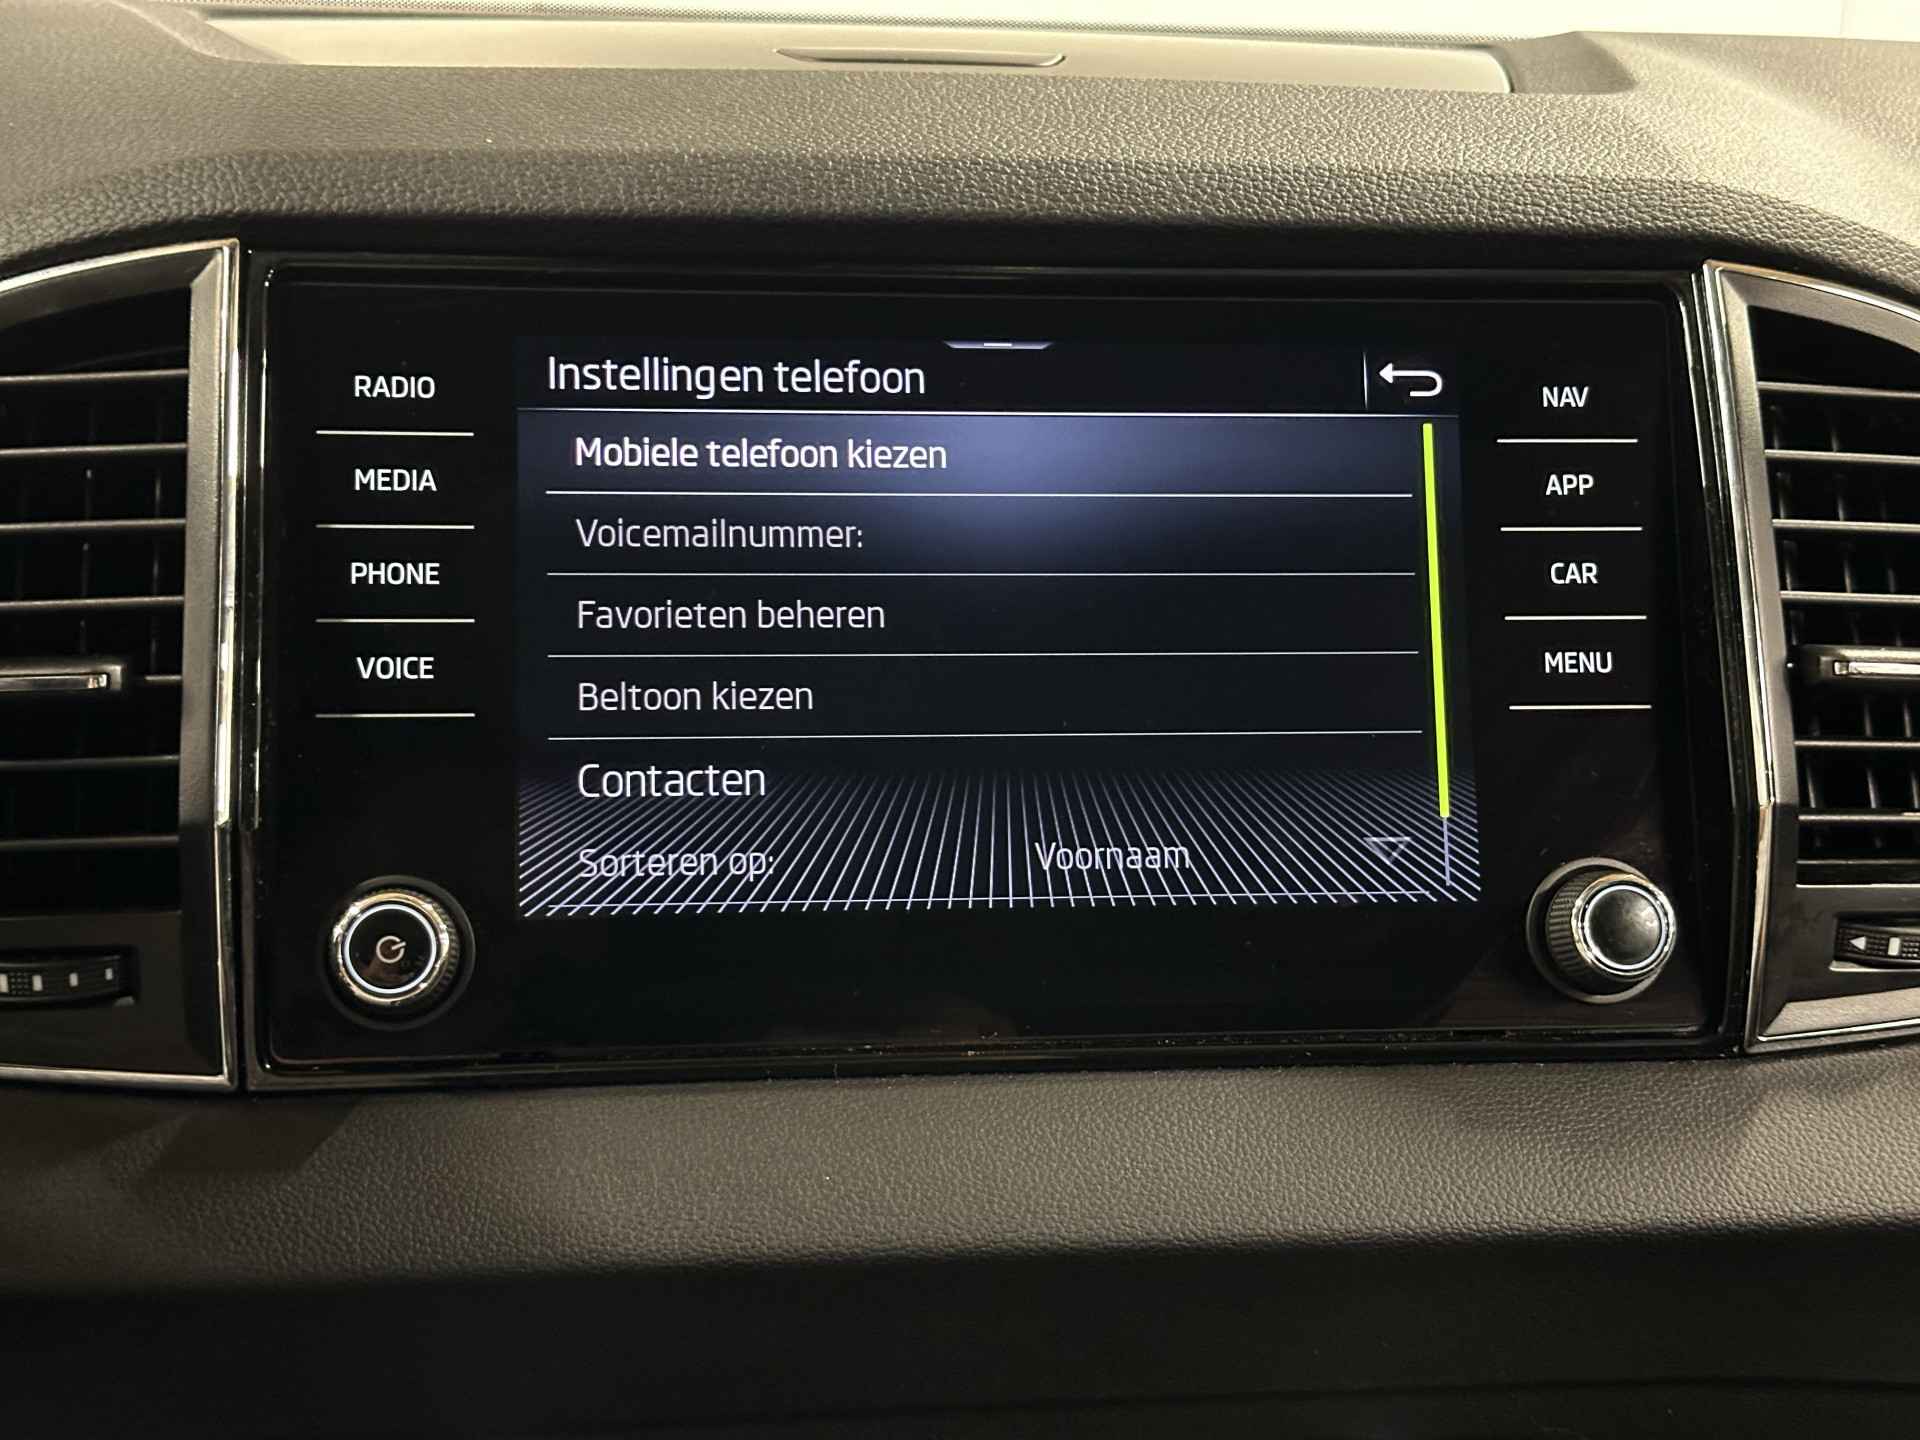 Instellingen telefoon
RADIO
MEDIA
PHONE
VOICE
Mobiele telefoon kiezen
Voicemailnummer:
Favorieten beheren
Beltoon kiezen
Contacten
Sorteren op: Voornaam
NAV
APP
CAR
MENU